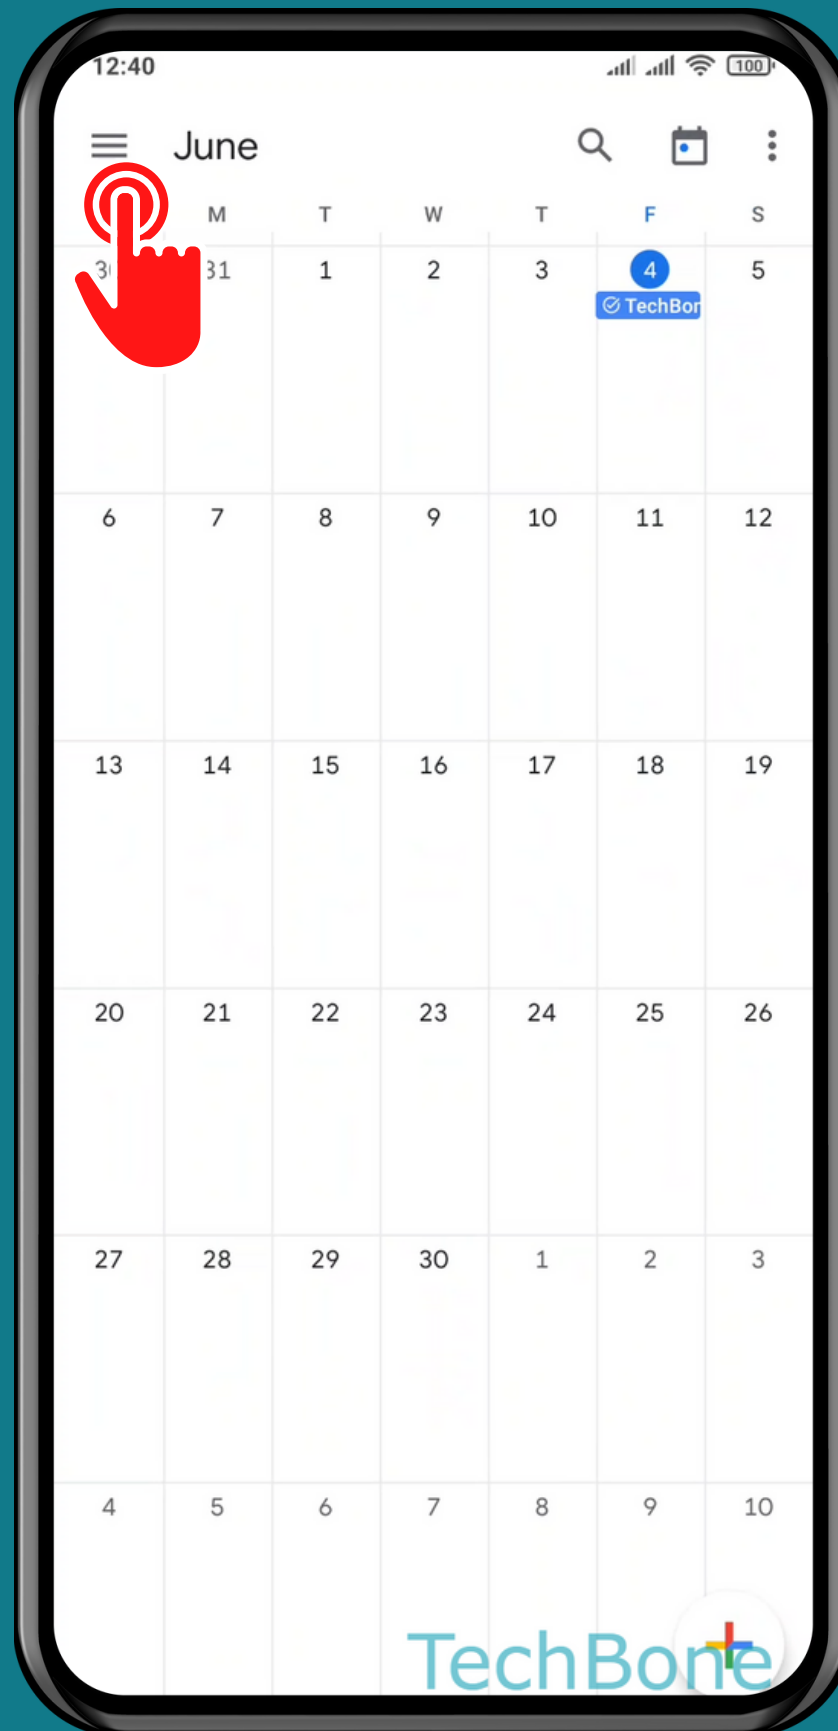 12:40 100
June
M T W T F S
31 1 2 3 4 5
TechBon
6 7 8 9 10 11 12
13 14 15 16 17 18 19
20 21 22 23 24 25 26
27 28 29 30 1 2 3
4 5 6 7 8 9 10
TechBone